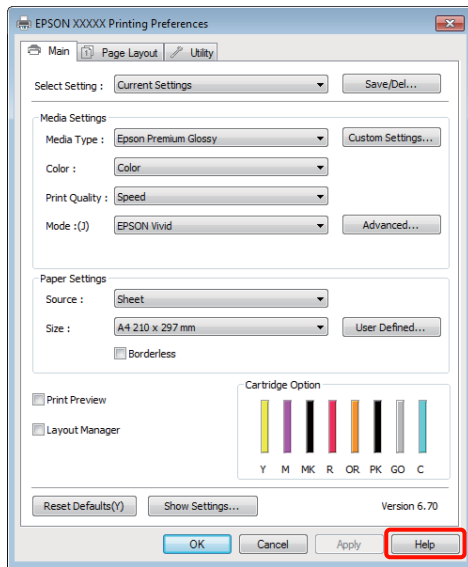 EPSON XXXXX Printing Preferences
Main Page Layout Utility
Select Setting : Current Settings Save/Del...
Media Settings
Media Type : Epson Premium Glossy Custom Settings...
Color : Color
Print Quality : Speed
Mode :(J) EPSON Vivid Advanced...
Paper Settings
Source : Sheet
Size : A4 210 x 297 mm User Defined...
Borderless
Cartridge Option
Print Preview
Layout Manager
Y M MK R OR PK GO C
Reset Defaults(Y) Show Settings... Version 6.70
OK Cancel Apply Help